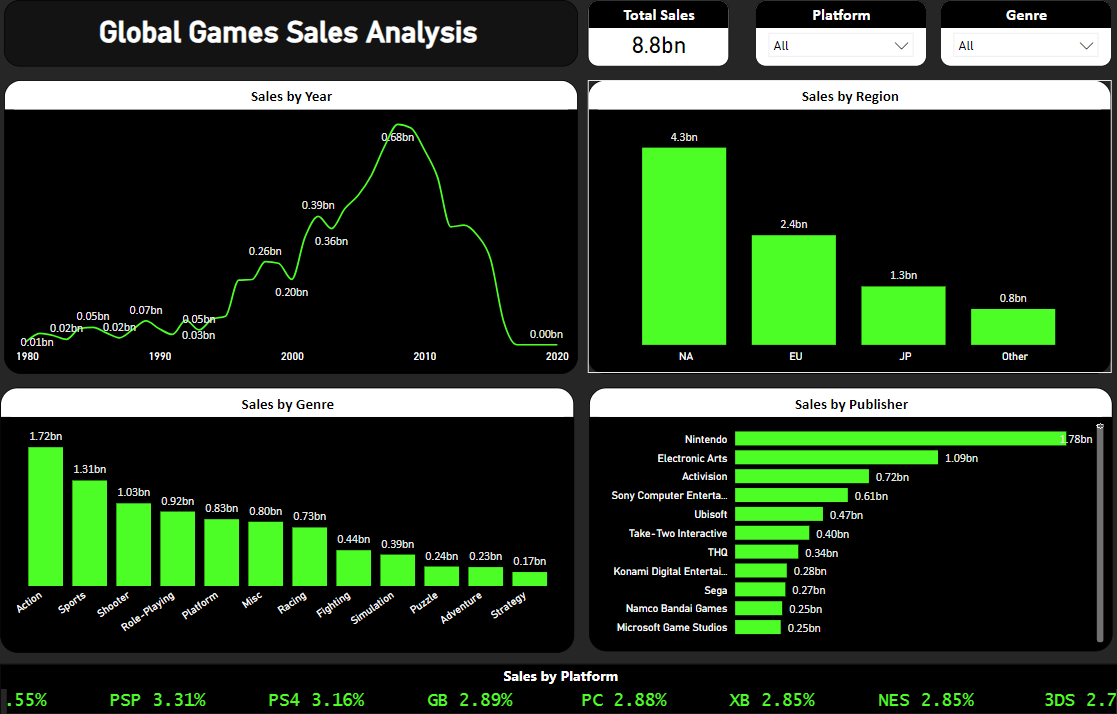 Global Games Sales Analysis
Total Sales
8.8bn
Platform
All
Genre
All
Sales by Year
0.01bn
0.02bn
0.05bn
0.02bn
0.07bn
0.05bn
0.03bn
0.26bn
0.20bn
0.39bn
0.36bn
0.68bn
0.00bn
1980 1990 2000 2010 2020
Sales by Region
4.3bn
2.4bn
1.3bn
0.8bn
NA EU JP Other
Sales by Genre
1.72bn
1.31bn
1.03bn
0.92bn
0.83bn
0.80bn
0.73bn
0.44bn
0.39bn
0.24bn
0.23bn
0.17bn
Action Sports Shooter Role-Playing Platform Misc Racing Fighting Simulation Puzzle Adventure Strategy
Sales by Publisher
Nintendo 1.78bn
Electronic Arts 1.09bn
Activision 0.72bn
Sony Computer Enterta... 0.61bn
Ubisoft 0.47bn
Take-Two Interactive 0.40bn
THQ 0.34bn
Konami Digital Entertai... 0.28bn
Sega 0.27bn
Namco Bandai Games 0.25bn
Microsoft Game Studios 0.25bn
Sales by Platform
.55% PSP 3.31% PS4 3.16% GB 2.89% PC 2.88% XB 2.85% NES 2.85% 3DS 2.7